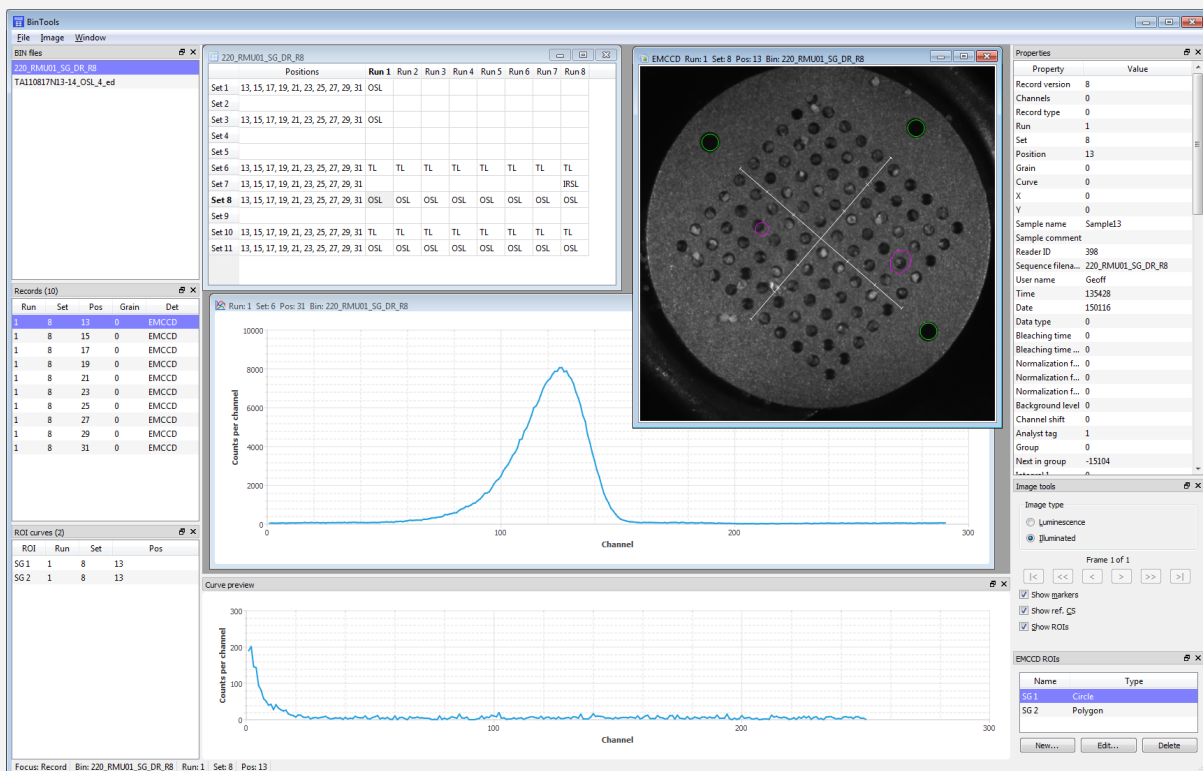 BinTools
File Image Window
BIN files
220_RMU01_SG_DR_R8
TA110817N13-14_OSL_4_ed
Records (10)
Run Set Pos Grain Det
1 8 13 0 EMCCD
1 8 15 0 EMCCD
1 8 17 0 EMCCD
1 8 19 0 EMCCD
1 8 21 0 EMCCD
1 8 23 0 EMCCD
1 8 25 0 EMCCD
1 8 27 0 EMCCD
1 8 29 0 EMCCD
1 8 31 0 EMCCD
ROI curves (2)
ROI Run Set Pos
SG 1 1 8 13
SG 2 1 8 13
220_RMU01_SG_DR_R8
Positions Run 1 Run 2 Run 3 Run 4 Run 5 Run 6 Run 7 Run 8
Set 1 13, 15, 17, 19, 21, 23, 25, 27, 29, 31 OSL
Set 2
Set 3 13, 15, 17, 19, 21, 23, 25, 27, 29, 31 OSL
Set 4
Set 5
Set 6 13, 15, 17, 19, 21, 23, 25, 27, 29, 31 TL TL TL TL TL TL TL TL
Set 7 13, 15, 17, 19, 21, 23, 25, 27, 29, 31 IRSL
Set 8 13, 15, 17, 19, 21, 23, 25, 27, 29, 31 OSL OSL OSL OSL OSL OSL OSL OSL
Set 9
Set 10 13, 15, 17, 19, 21, 23, 25, 27, 29, 31 TL TL TL TL TL TL TL TL
Set 11 13, 15, 17, 19, 21, 23, 25, 27, 29, 31 OSL OSL OSL OSL OSL OSL OSL OSL
EMCCD Run: 1 Set: 8 Pos: 13 Bin: 220_RMU01_SG_DR_R8
Run: 1 Set: 6 Pos: 31 Bin: 220_RMU01_SG_DR_R8
Counts per channel
10000
8000
6000
4000
2000
0
0 100 200 300
Channel
Curve preview
Counts per channel
300
200
100
0
0 100 200 300
Channel
Properties
Property Value
Record version 8
Channels 0
Record type 0
Run 1
Set 8
Position 13
Grain 0
Curve 0
X 0
Y 0
Sample name Sample13
Sample comment
Reader ID 398
Sequence filena... 220_RMU01_SG_DR_R8
User name Geoff
Time 135428
Date 150116
Data type 0
Bleaching time 0
Bleaching time ... 0
Normalization f... 0
Normalization f... 0
Normalization f... 0
Background level 0
Channel shift 0
Analyst tag 1
Group 0
Next in group -15104
Integral 1 0
Image tools
Image type
Luminescence
Illuminated
Frame 1 of 1
|< << < > >> >|
Show markers
Show ref. CS
Show ROIs
EMCCD ROIs
Name Type
SG 1 Circle
SG 2 Polygon
New... Edit... Delete
Focus: Record Bin: 220_RMU01_SG_DR_R8 Run: 1 Set: 8 Pos: 13